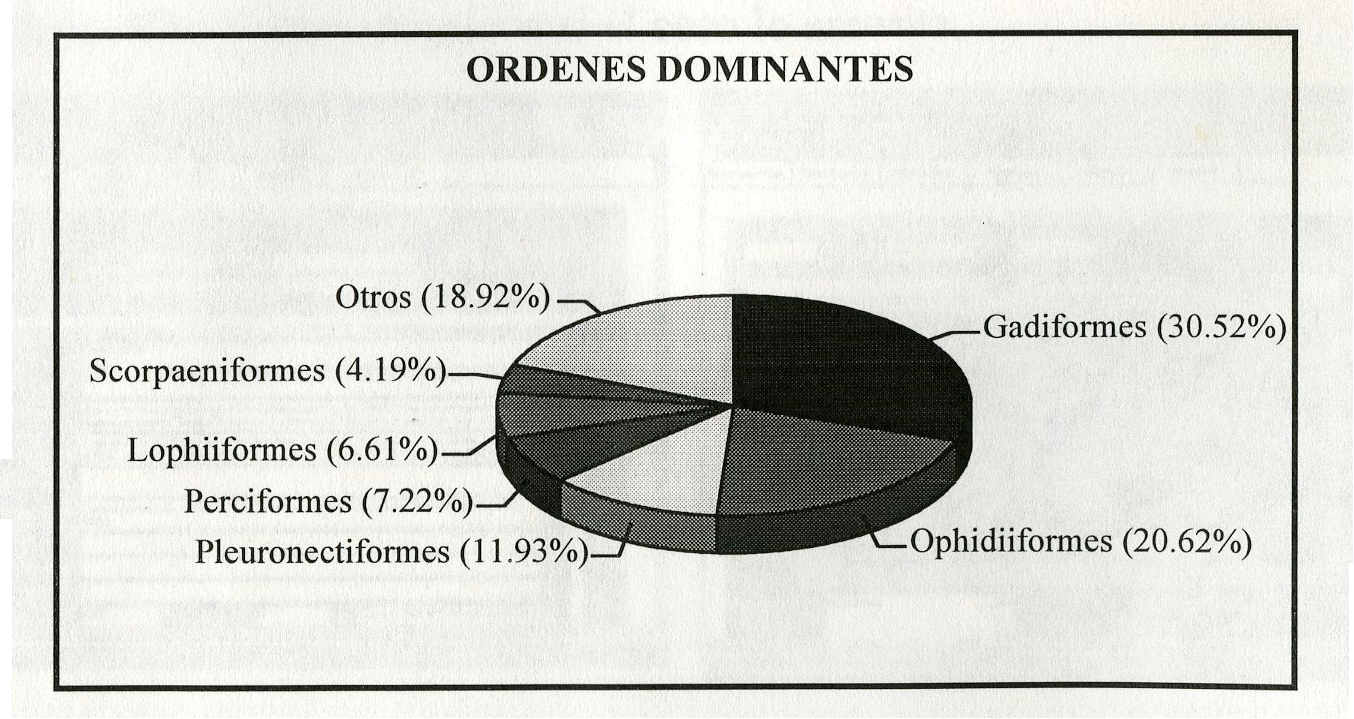 ORDENES DOMINANTES
Otros (18.92%)
Gadiformes (30.52%)
Scorpaeniformes (4.19%)
Lophiiformes (6.61%)
Perciformes (7.22%)
Pleuronectiformes (11.93%)
Ophidiiformes (20.62%)